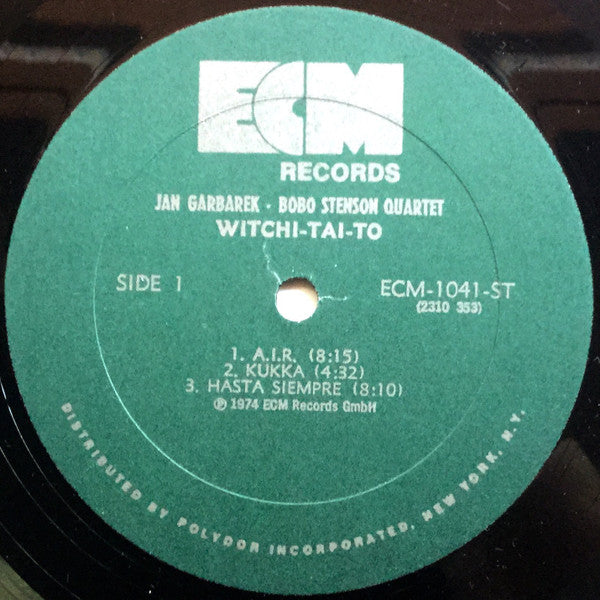 ECM
RECORDS
JAN GARBAREK · BOBO STENSON QUARTET
WITCHI-TAI-TO
SIDE 1
ECM-1041-ST
(2310 353)
1. A.I.R. (8:15)
2. KUKKA (4:32)
3. HASTA SIEMPRE (8:10)
℗ 1974 ECM Records GmbH
DISTRIBUTED BY POLYDOR INCORPORATED, NEW YORK, N.Y.